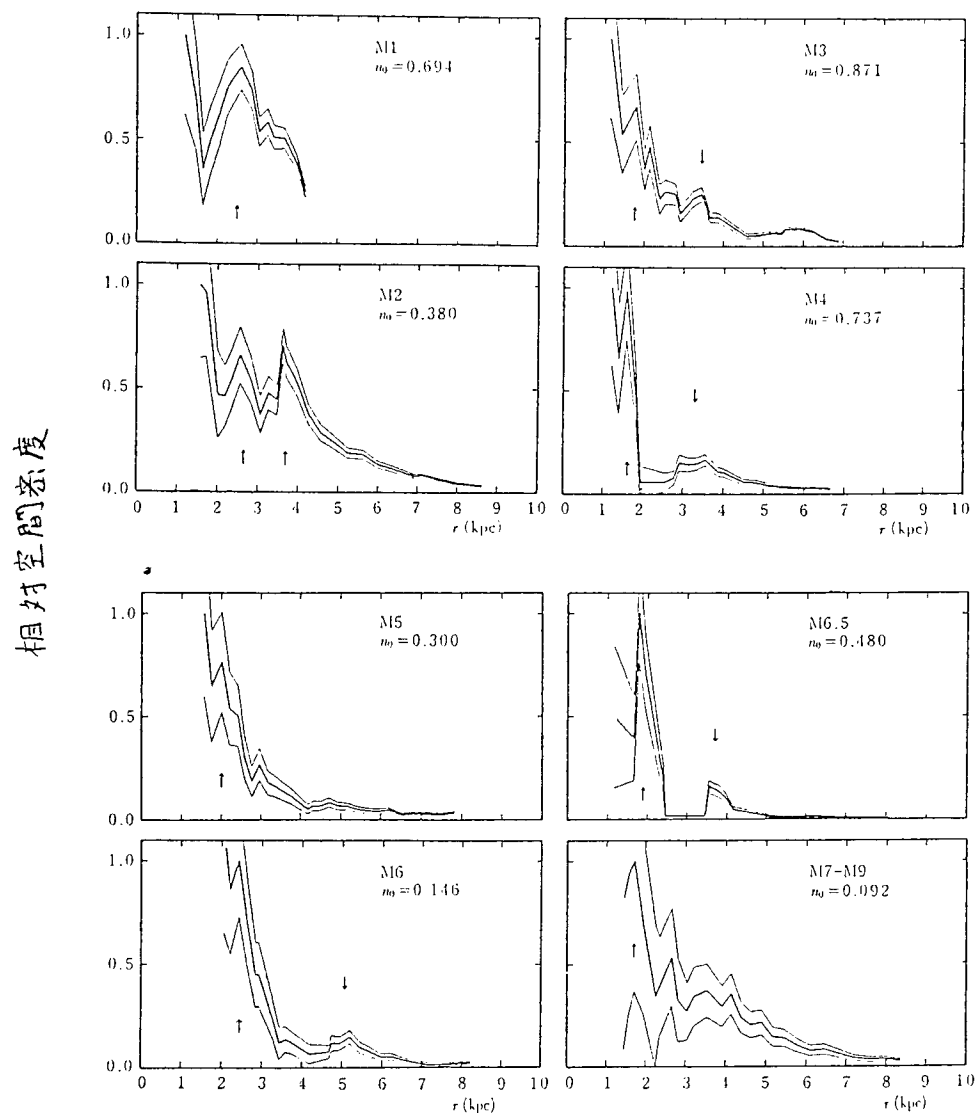 相対空間密度
1.0
0.5
0.0
M1
n₀=0.694
M3
n₀=0.871
1.0
0.5
0.0
M2
n₀=0.380
M4
n₀=0.737
0 1 2 3 4 5 6 7 8 9 10
r (kpc)
0 1 2 3 4 5 6 7 8 9 10
r (kpc)
1.0
0.5
0.0
M5
n₀=0.300
M6.5
n₀=0.480
1.0
0.5
0.0
M6
n₀=0.146
M7-M9
n₀=0.092
0 1 2 3 4 5 6 7 8 9 10
r (kpc)
0 1 2 3 4 5 6 7 8 9 10
r (kpc)